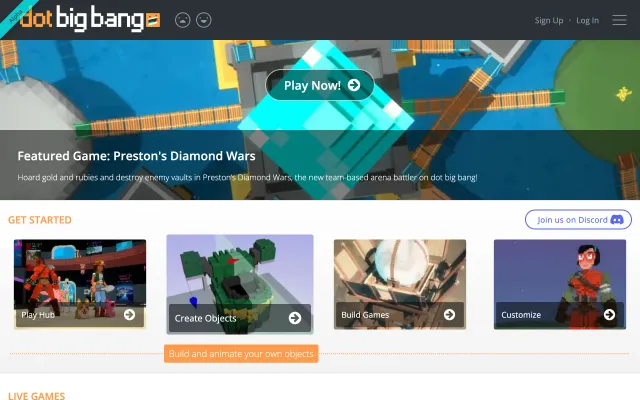 Alpha
dot big bang
Sign Up · Log In
Play Now!
Featured Game: Preston's Diamond Wars
Hoard gold and rubies and destroy enemy vaults in Preston's Diamond Wars, the new team-based arena battler on dot big bang!
GET STARTED
Join us on Discord
Play Hub
Create Objects
Build Games
Customize
Build and animate your own objects
LIVE GAMES